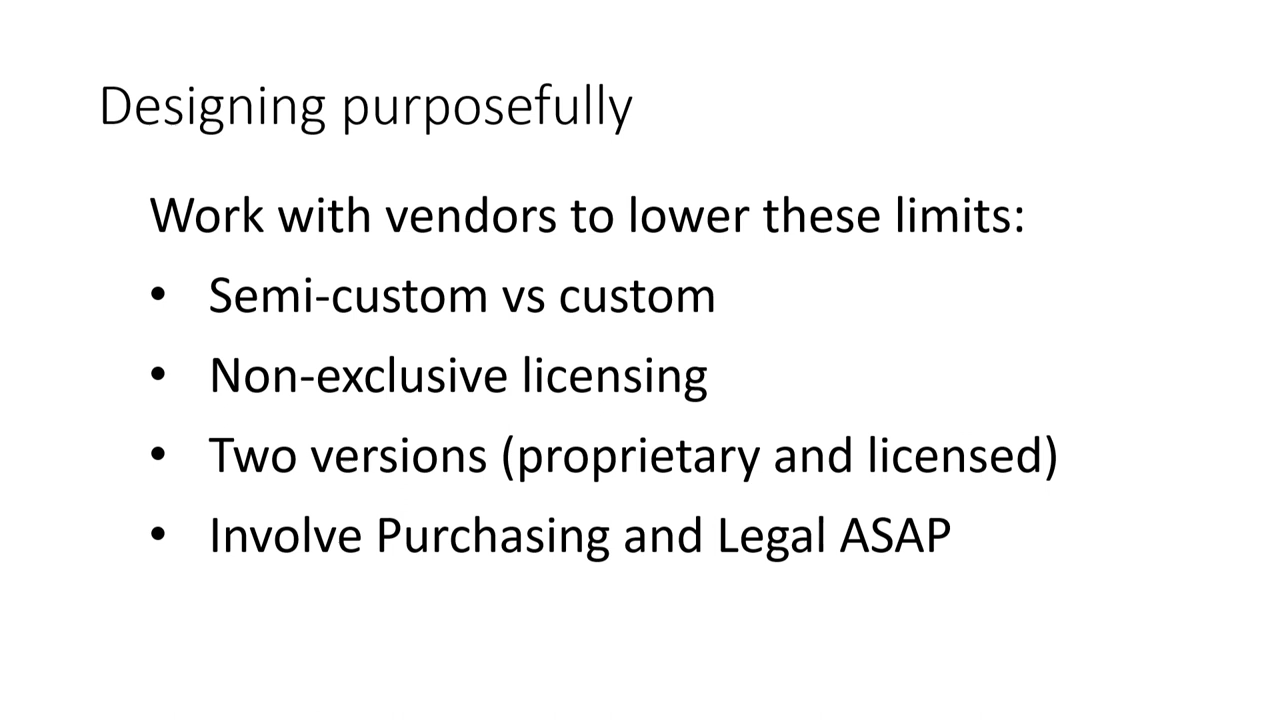 Designing purposefully
Work with vendors to lower these limits:
• Semi-custom vs custom
• Non-exclusive licensing
• Two versions (proprietary and licensed)
• Involve Purchasing and Legal ASAP